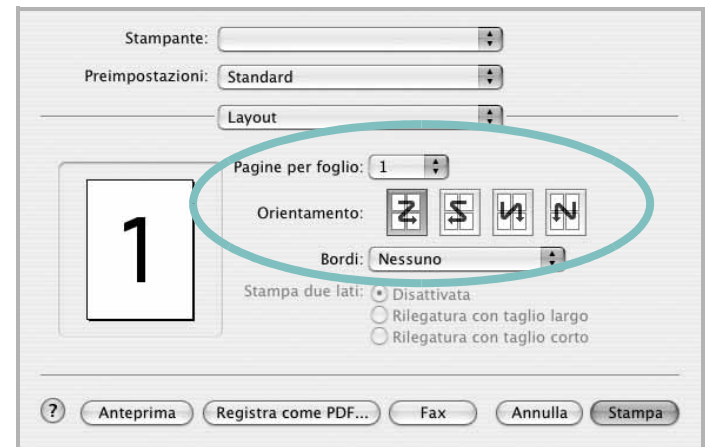 Stampante:
Preimpostazioni: Standard
Layout
Pagine per foglio: 1
Orientamento:
Bordi: Nessuno
Stampa due lati: Disattivata
Rilegatura con taglio largo
Rilegatura con taglio corto
1
? Anteprima Registra come PDF... Fax Annulla Stampa